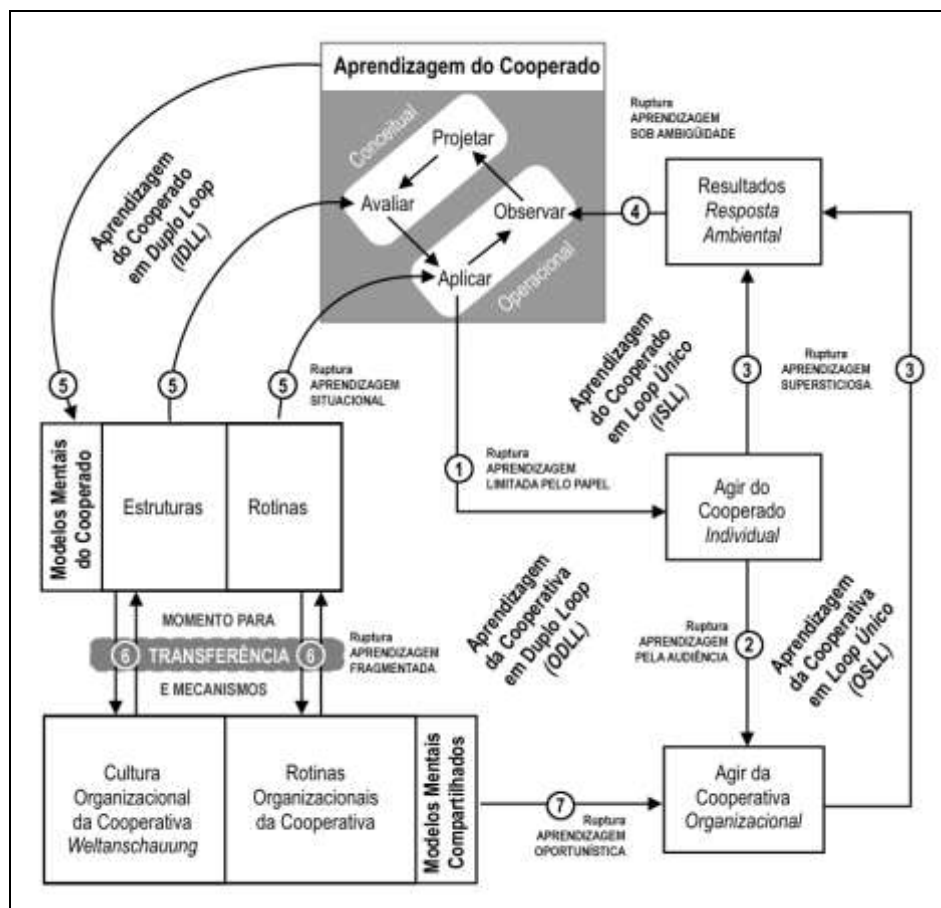 Aprendizagem do Cooperado
Conceitual
Projetar
Avaliar
Observar
Aplicar
Operacional
Ruptura
APRENDIZAGEM
SOB AMBIGÜIDADE
4
Resultados
Resposta
Ambiental
Aprendizagem
do Cooperado
em Duplo Loop
(IDLL)
5
5
5
Ruptura
APRENDIZAGEM
SITUACIONAL
Aprendizagem
do Cooperado
em Loop Único
(ISLL)
3
Ruptura
APRENDIZAGEM
SUPERSTICIOSA
3
1
Ruptura
APRENDIZAGEM
LIMITADA PELO PAPEL
Modelos Mentais
do Cooperado
Estruturas
Rotinas
Agir do
Cooperado
Individual
MOMENTO PARA
6
TRANSFERÊNCIA
6
E MECANISMOS
Ruptura
APRENDIZAGEM
FRAGMENTADA
Aprendizagem
da Cooperativa
em Duplo Loop
(ODLL)
Ruptura
APRENDIZAGEM
PELA AUDIÊNCIA
2
Aprendizagem
da Cooperativa
em Loop Único
(OSLL)
Cultura
Organizacional
da Cooperativa
Weltanschauung
Rotinas
Organizacionais
da Cooperativa
Modelos Mentais
Compartilhados
7
Ruptura
APRENDIZAGEM
OPORTUNÍSTICA
Agir da
Cooperativa
Organizacional